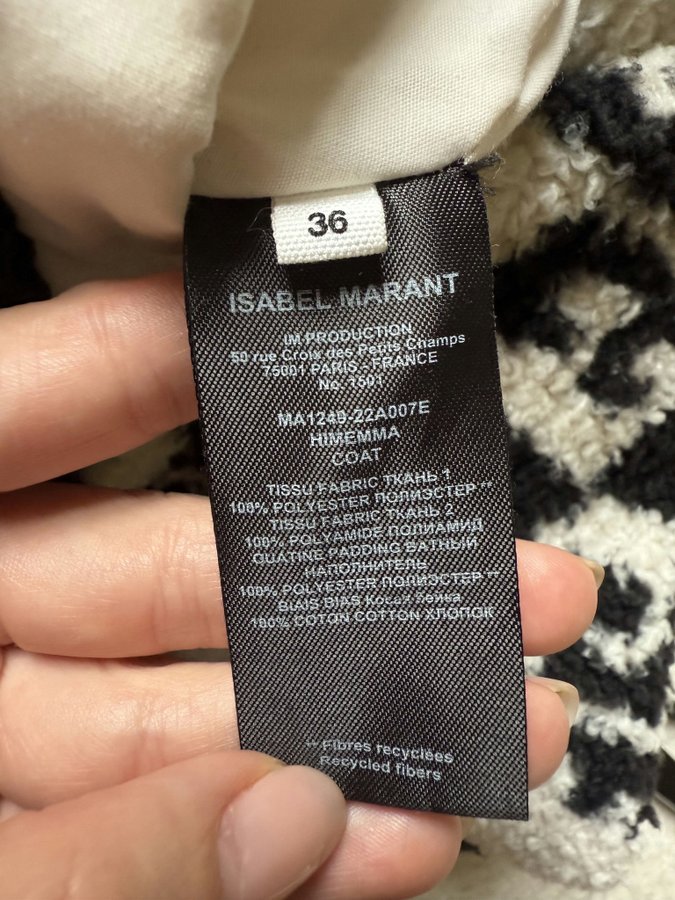 36
ISABEL MARANT
IM PRODUCTION
50 rue Croix des Petits Champs
75001 PARIS - FRANCE
No. 1501
MA1249-22A007E
HIMEMMA
COAT
TISSU FABRIC ТКАНЬ 1
100% POLYESTER ПОЛИЭСТЕР **
TISSU FABRIC ТКАНЬ 2
100% POLYAMIDE ПОЛИАМИД
OUATINE PADDING ВАТНЫЙ
НАПОЛНИТЕЛЬ
100% POLYESTER ПОЛИЭСТЕР **
BIAIS BIAS Косая бейка
100% COTON COTTON ХЛОПОК
** Fibres recyclées
Recycled fibers